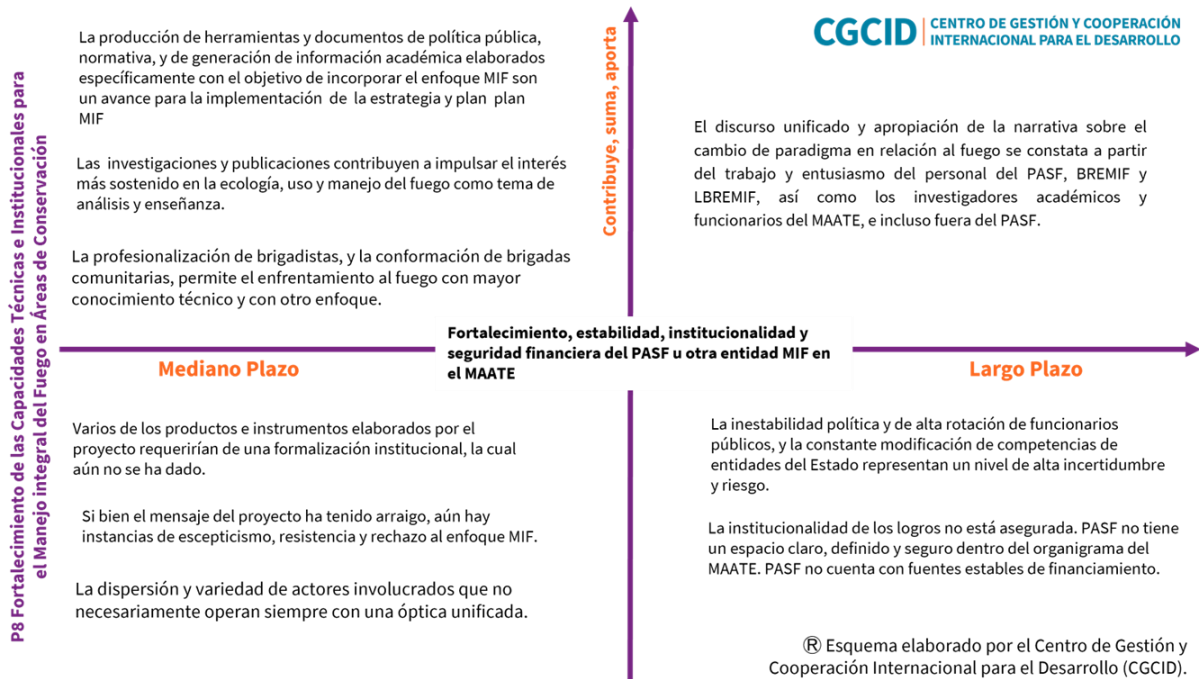 P8 Fortalecimiento de las Capacidades Técnicas e Institucionales para
el Manejo integral del Fuego en Áreas de Conservación
La producción de herramientas y documentos de política pública,
normativa, y de generación de información académica elaborados
específicamente con el objetivo de incorporar el enfoque MIF son
un avance para la implementación de la estrategia y plan plan
MIF
Las investigaciones y publicaciones contribuyen a impulsar el interés
más sostenido en la ecología, uso y manejo del fuego como tema de
análisis y enseñanza.
La profesionalización de brigadistas, y la conformación de brigadas
comunitarias, permite el enfrentamiento al fuego con mayor
conocimiento técnico y con otro enfoque.
Contribuye, suma, aporta
CGCID
CENTRO DE GESTIÓN Y COOPERACIÓN
INTERNACIONAL PARA EL DESARROLLO
El discurso unificado y apropiación de la narrativa sobre el
cambio de paradigma en relación al fuego se constata a partir
del trabajo y entusiasmo del personal del PASF, BREMIF y
LBREMIF, así como los investigadores académicos y
funcionarios del MAATE, e incluso fuera del PASF.
Fortalecimiento, estabilidad, institucionalidad y
seguridad financiera del PASF u otra entidad MIF en
el MAATE
Mediano Plazo
Largo Plazo
Varios de los productos e instrumentos elaborados por el
proyecto requerirían de una formalización institucional, la cual
aún no se ha dado.
Si bien el mensaje del proyecto ha tenido arraigo, aún hay
instancias de escepticismo, resistencia y rechazo al enfoque MIF.
La dispersión y variedad de actores involucrados que no
necesariamente operan siempre con una óptica unificada.
La inestabilidad política y de alta rotación de funcionarios
públicos, y la constante modificación de competencias de
entidades del Estado representan un nivel de alta incertidumbre
y riesgo.
La institucionalidad de los logros no está asegurada. PASF no tiene
un espacio claro, definido y seguro dentro del organigrama del
MAATE. PASF no cuenta con fuentes estables de financiamiento.
Ⓡ Esquema elaborado por el Centro de Gestión y
Cooperación Internacional para el Desarrollo (CGCID).